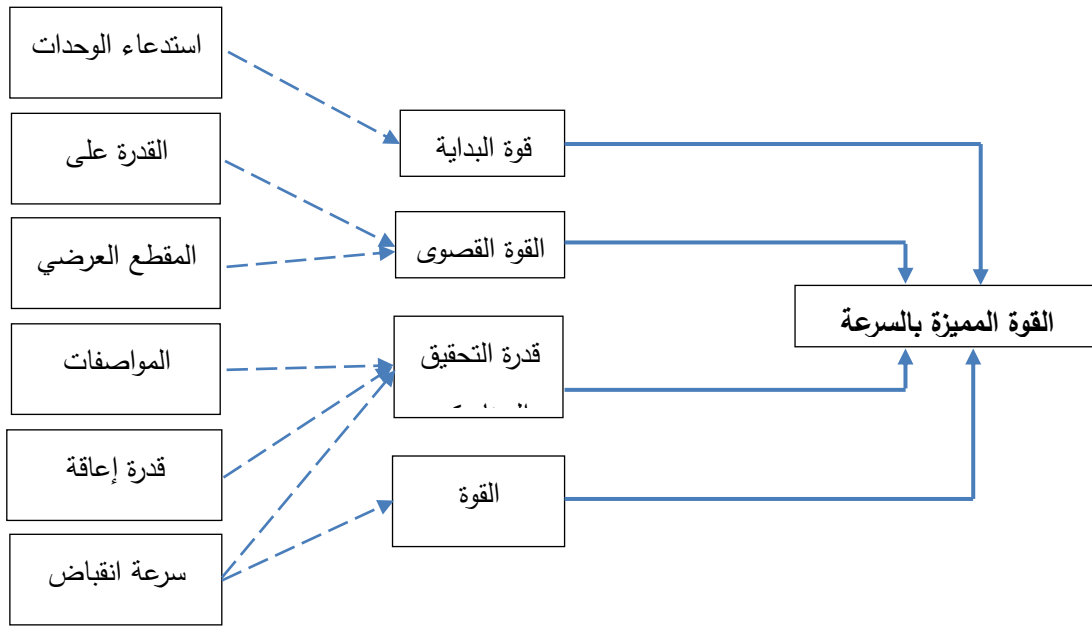 استدعاء الوحدات
القدرة على
المقطع العرضي
المواصفات
قدرة إعاقة
سرعة انقباض
قوة البداية
القوة القصوى
قدرة التحقيق
القوة
القوة المميزة بالسرعة